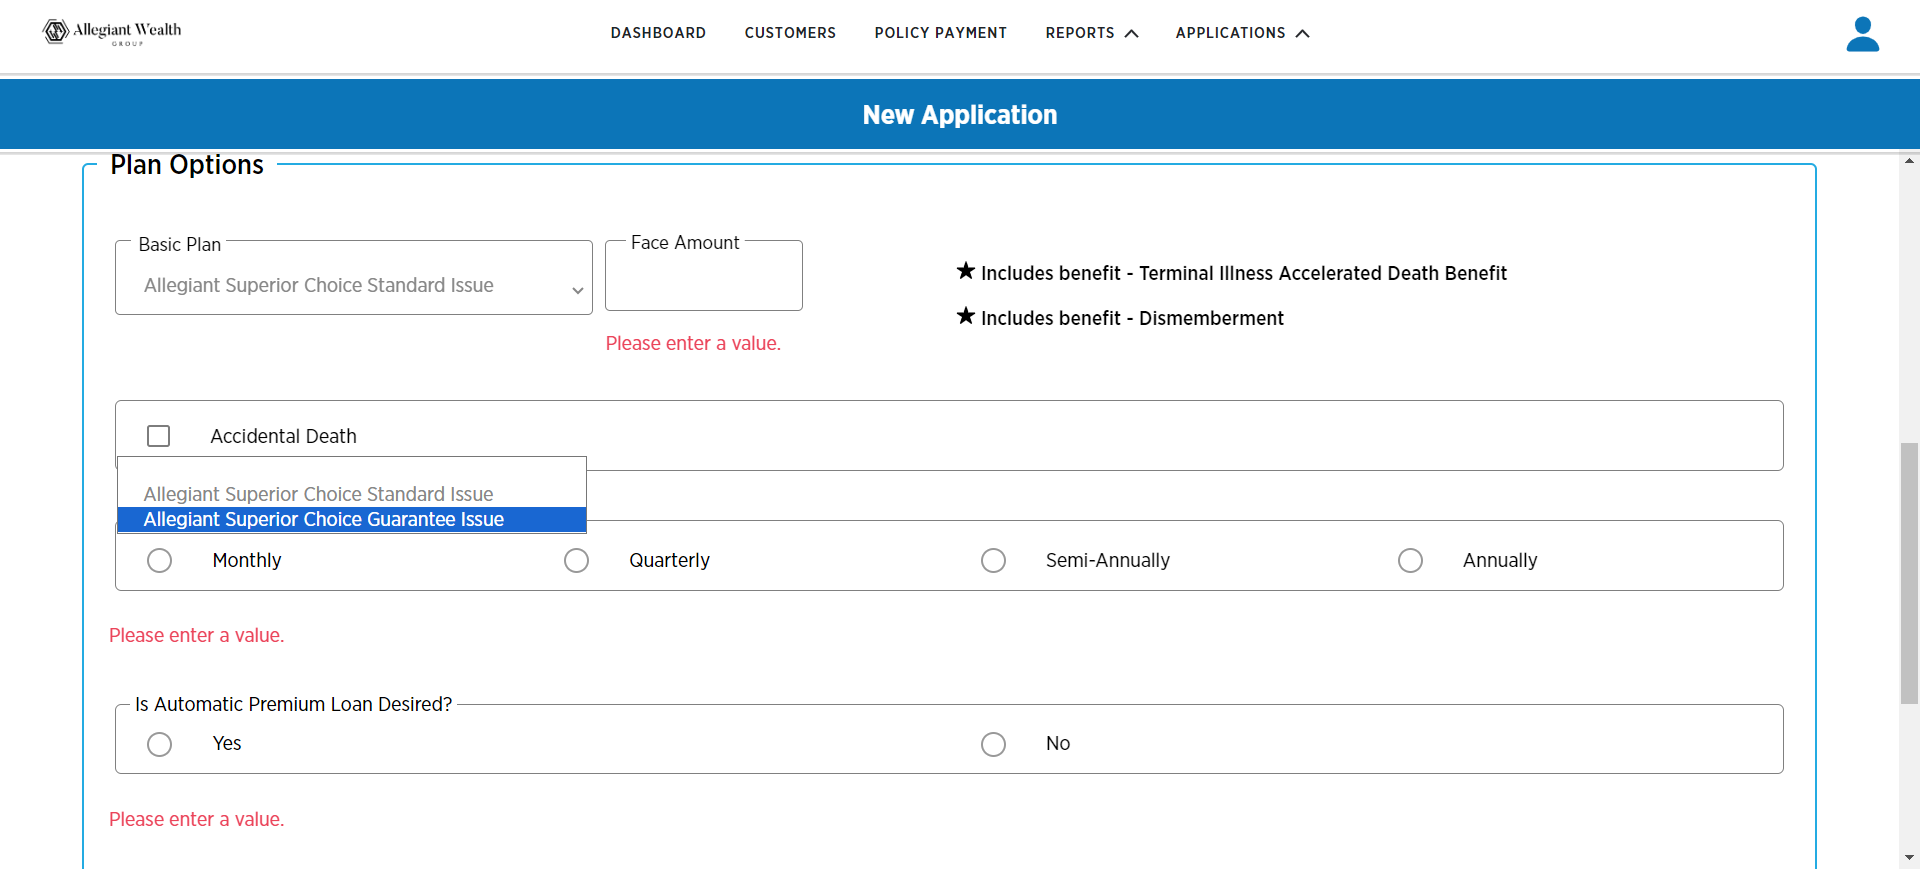 Allegiant Wealth
GROUP
DASHBOARD
CUSTOMERS
POLICY PAYMENT
REPORTS
APPLICATIONS
New Application
Plan Options
Basic Plan
Allegiant Superior Choice Standard Issue
Face Amount
Please enter a value.
★ Includes benefit - Terminal Illness Accelerated Death Benefit
★ Includes benefit - Dismemberment
Accidental Death
Allegiant Superior Choice Standard Issue
Allegiant Superior Choice Guarantee Issue
Monthly
Quarterly
Semi-Annually
Annually
Please enter a value.
Is Automatic Premium Loan Desired?
Yes
No
Please enter a value.